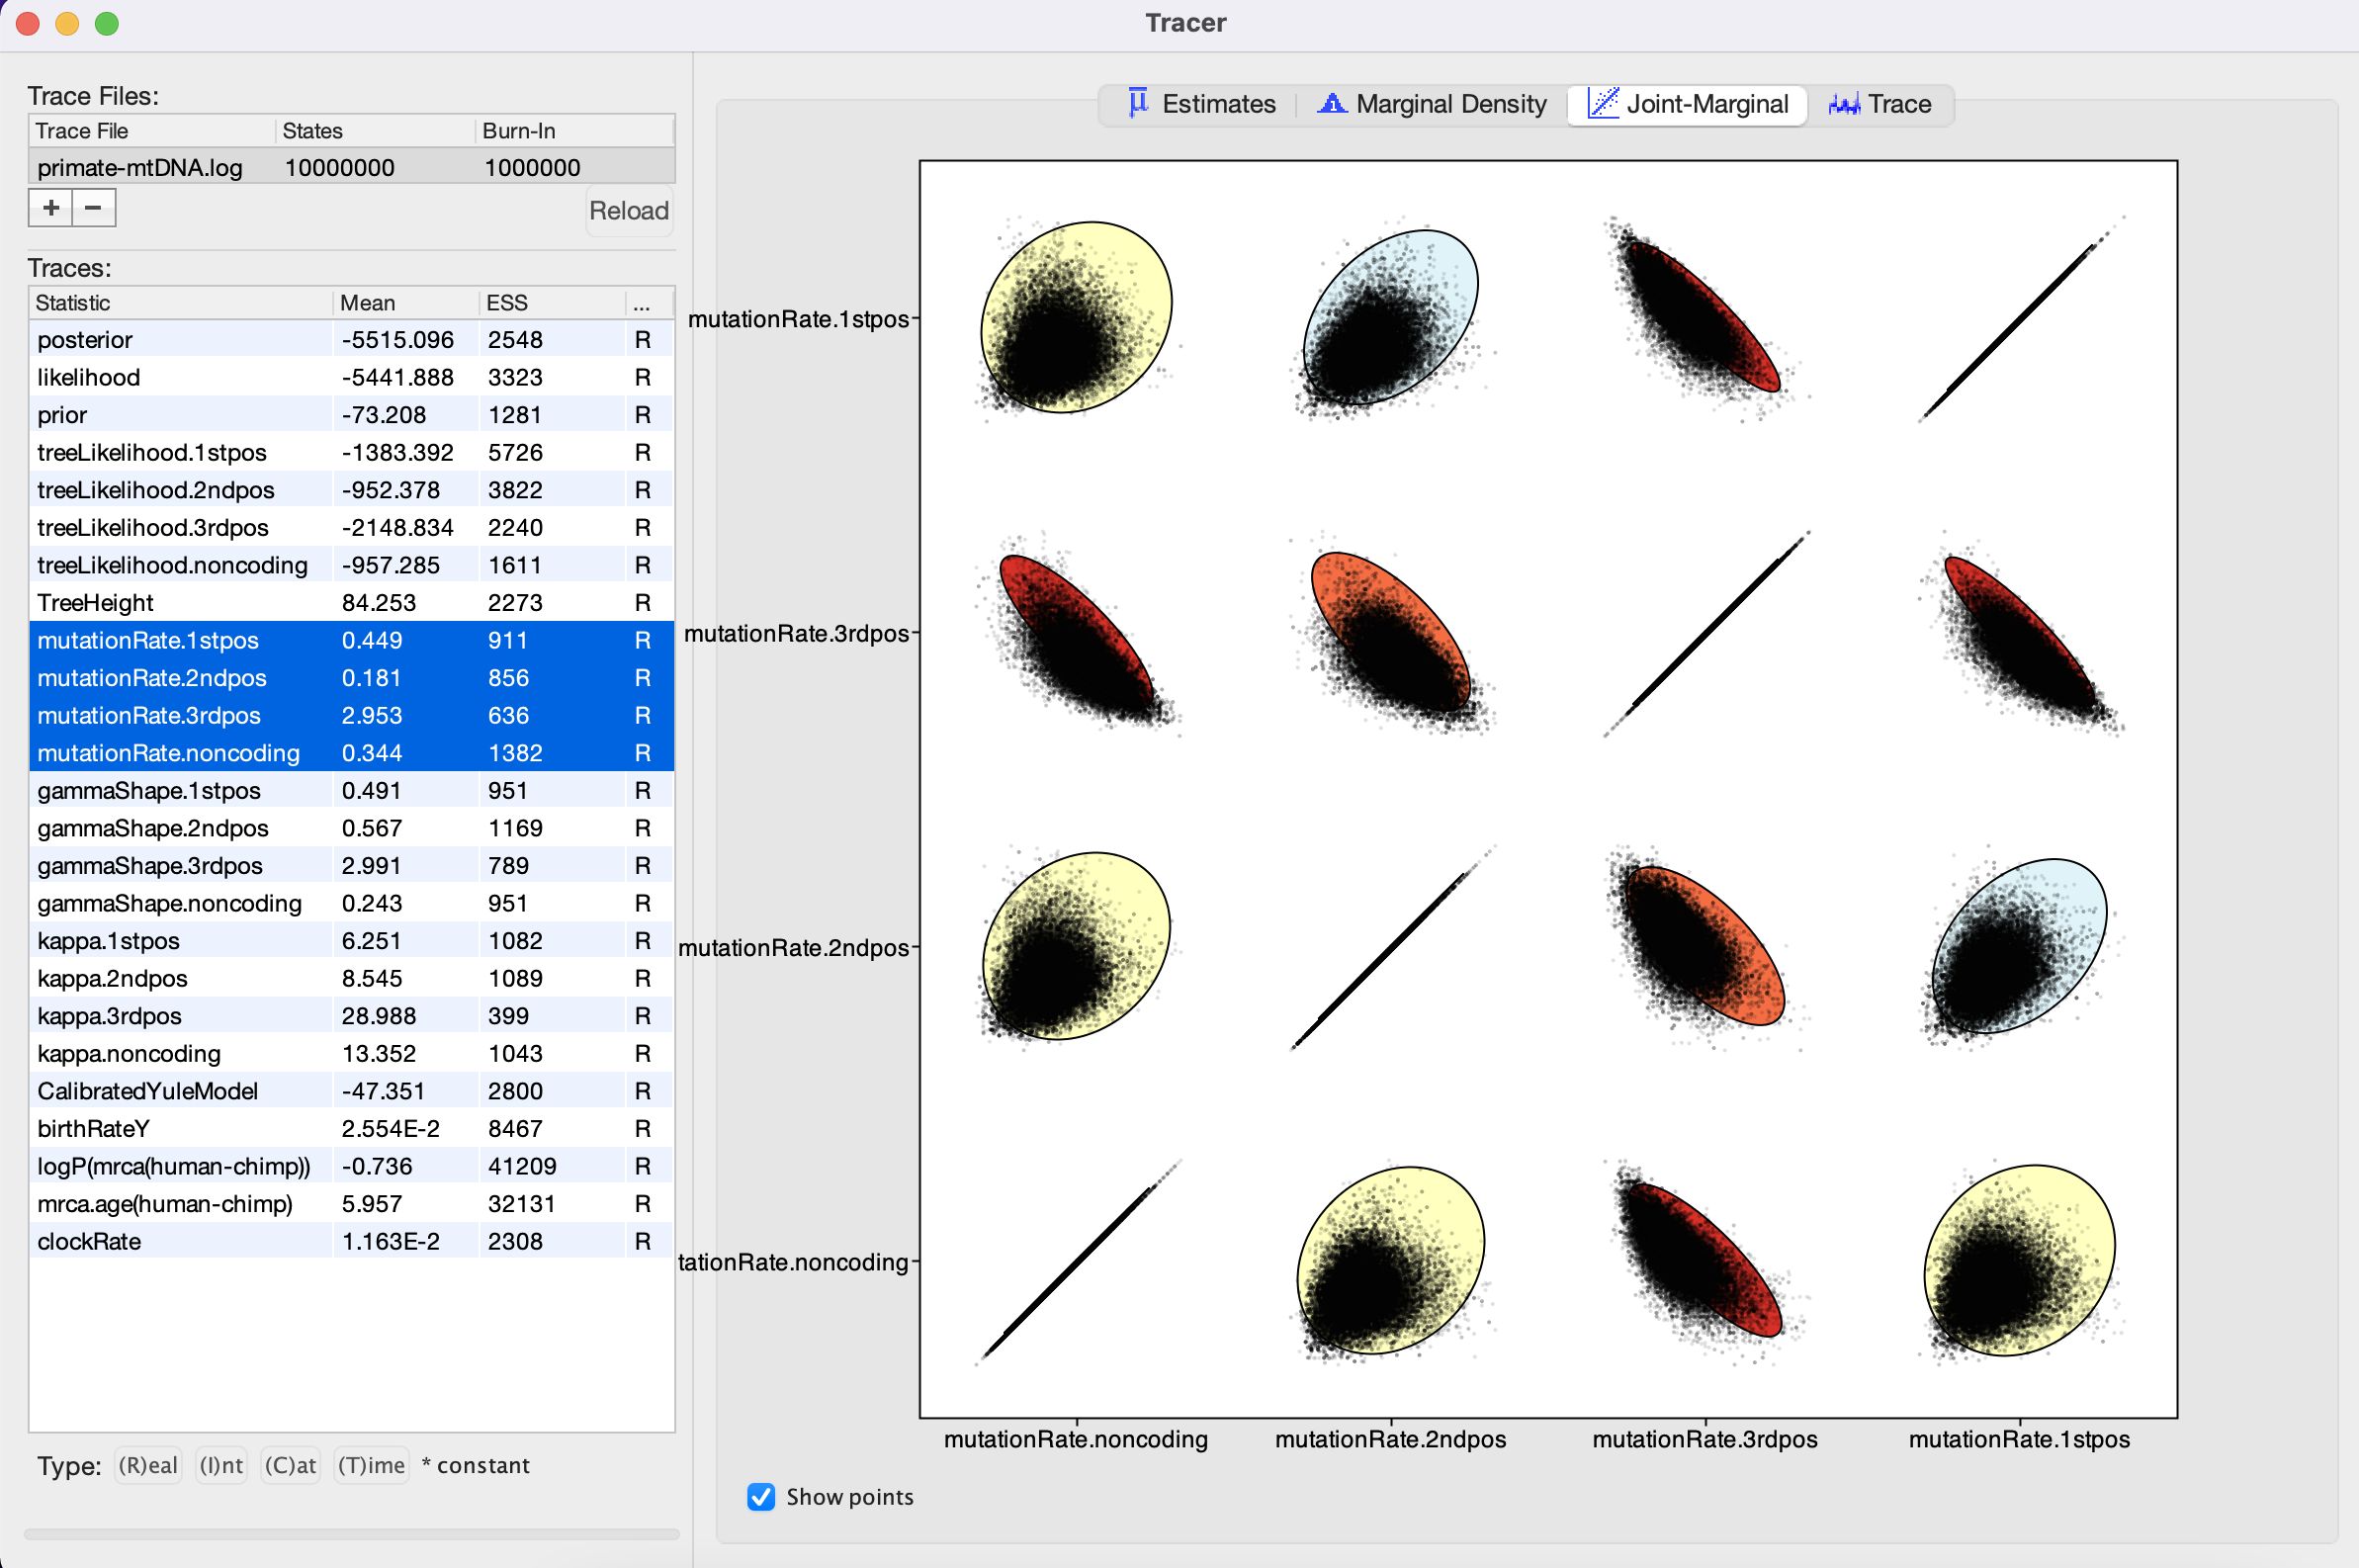 Tracer
Trace Files:
Trace File States Burn-In
primate-mtDNA.log 10000000 1000000
+ −
Reload
Traces:
Statistic Mean ESS ...
posterior -5515.096 2548 R
likelihood -5441.888 3323 R
prior -73.208 1281 R
treeLikelihood.1stpos -1383.392 5726 R
treeLikelihood.2ndpos -952.378 3822 R
treeLikelihood.3rdpos -2148.834 2240 R
treeLikelihood.noncoding -957.285 1611 R
TreeHeight 84.253 2273 R
mutationRate.1stpos 0.449 911 R
mutationRate.2ndpos 0.181 856 R
mutationRate.3rdpos 2.953 636 R
mutationRate.noncoding 0.344 1382 R
gammaShape.1stpos 0.491 951 R
gammaShape.2ndpos 0.567 1169 R
gammaShape.3rdpos 2.991 789 R
gammaShape.noncoding 0.243 951 R
kappa.1stpos 6.251 1082 R
kappa.2ndpos 8.545 1089 R
kappa.3rdpos 28.988 399 R
kappa.noncoding 13.352 1043 R
CalibratedYuleModel -47.351 2800 R
birthRateY 2.554E-2 8467 R
logP(mrca(human-chimp)) -0.736 41209 R
mrca.age(human-chimp) 5.957 32131 R
clockRate 1.163E-2 2308 R
Type: (R)eal (I)nt (C)at (T)ime * constant
Estimates Marginal Density Joint-Marginal Trace
mutationRate.1stpos
mutationRate.3rdpos
mutationRate.2ndpos
tationRate.noncoding
mutationRate.noncoding mutationRate.2ndpos mutationRate.3rdpos mutationRate.1stpos
Show points